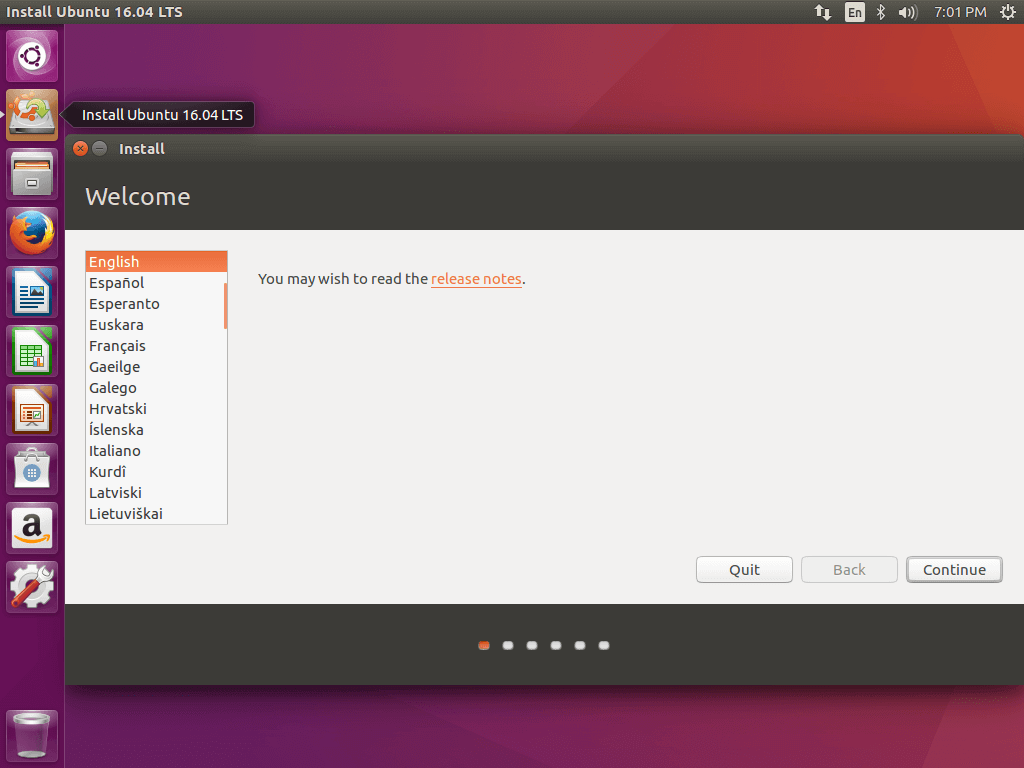 Install Ubuntu 16.04 LTS
En
7:01 PM
Install Ubuntu 16.04 LTS
Install
Welcome
English
Español
Esperanto
Euskara
Français
Gaeilge
Galego
Hrvatski
Íslenska
Italiano
Kurdî
Latviski
Lietuviškai
You may wish to read the release notes.
a
Quit
Back
Continue